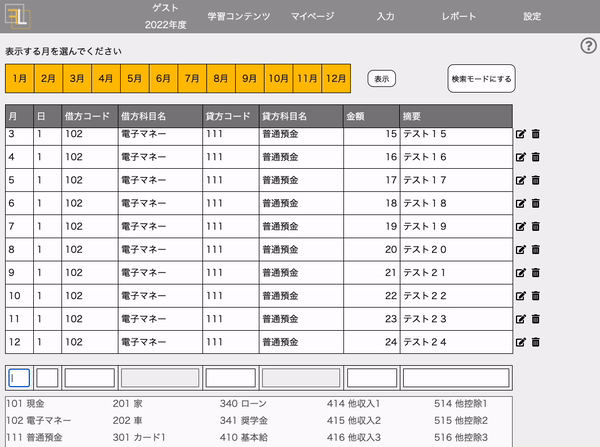 ゲスト
2022年度 学習コンテンツ マイページ 入力 レポート 設定
表示する月を選んでください
1月 2月 3月 4月 5月 6月 7月 8月 9月 10月 11月 12月 表示 検索モードにする
月 日 借方コード 借方科目名 貸方コード 貸方科目名 金額 摘要
3 1 102 電子マネー 111 普通預金 15 テスト１５
4 1 102 電子マネー 111 普通預金 16 テスト１６
5 1 102 電子マネー 111 普通預金 17 テスト１７
6 1 102 電子マネー 111 普通預金 18 テスト１８
7 1 102 電子マネー 111 普通預金 19 テスト１９
8 1 102 電子マネー 111 普通預金 20 テスト２０
9 1 102 電子マネー 111 普通預金 21 テスト２１
10 1 102 電子マネー 111 普通預金 22 テスト２２
11 1 102 電子マネー 111 普通預金 23 テスト２３
12 1 102 電子マネー 111 普通預金 24 テスト２４
101 現金 201 家 340 ローン 414 他収入1 514 他控除1
102 電子マネー 202 車 341 奨学金 415 他収入2 515 他控除2
111 普通預金 301 カード1 410 基本給 416 他収入3 516 他控除3